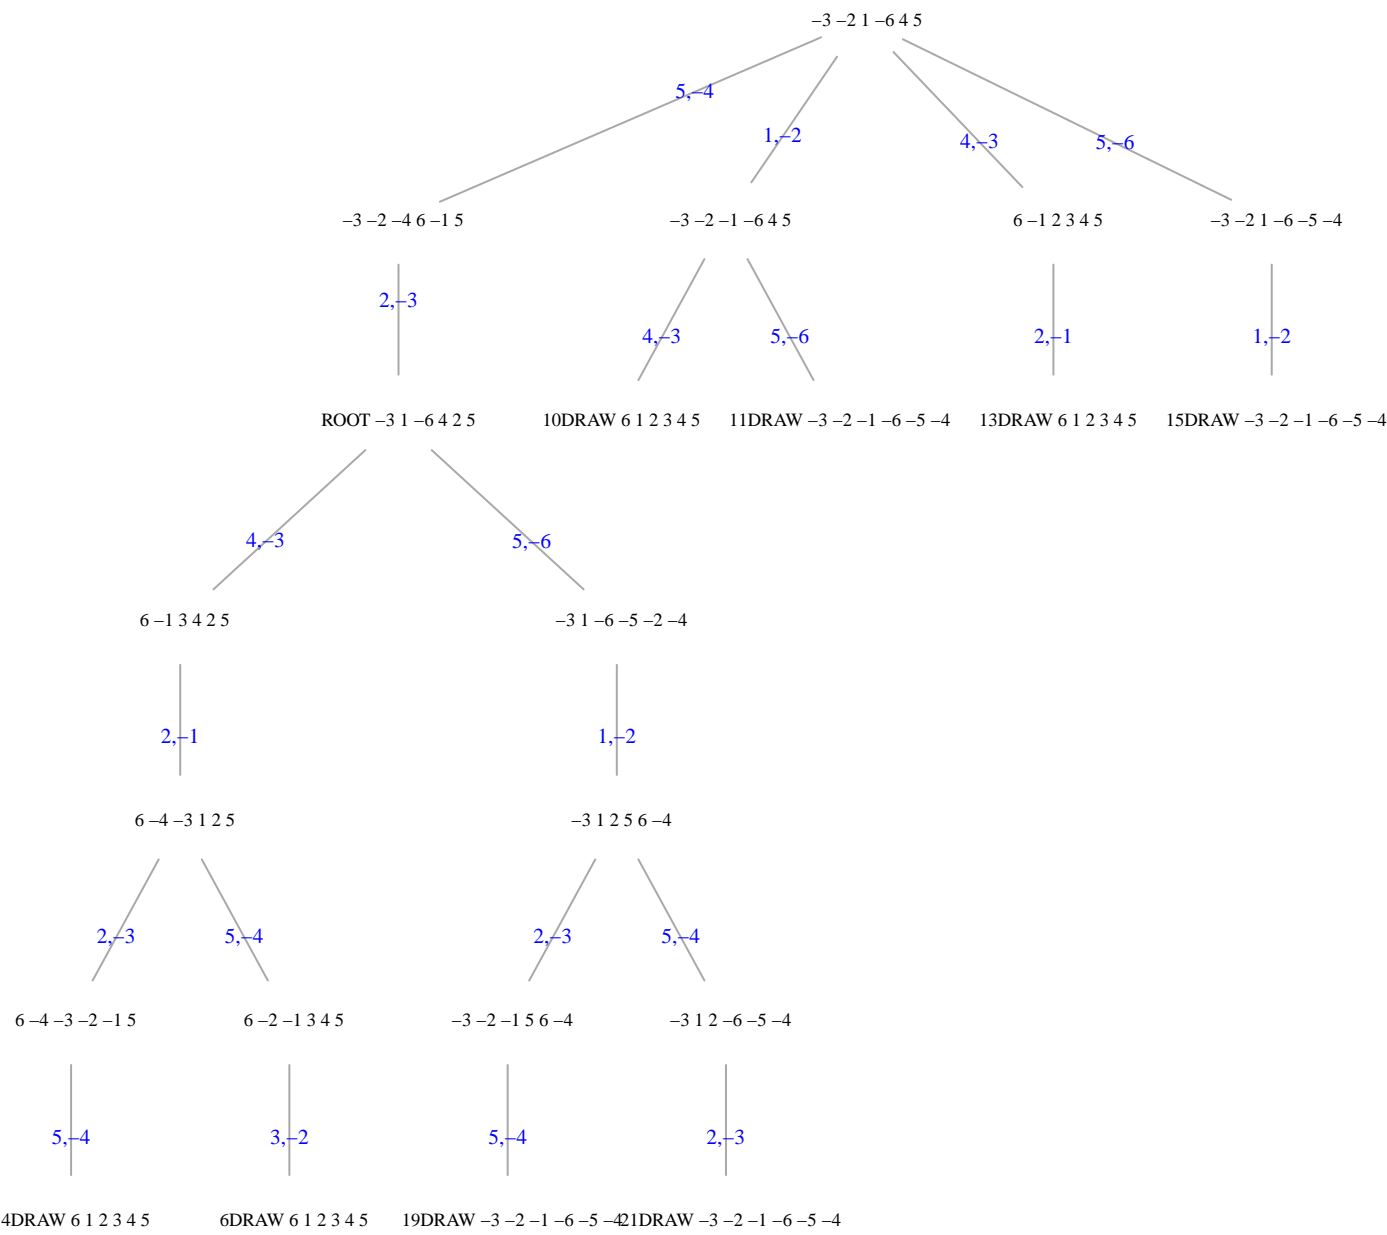 –3 –2 1 –6 4 5
5,–4
1,–2
4,–3
5,–6
–3 –2 –4 6 –1 5
–3 –2 –1 –6 4 5
6 –1 2 3 4 5
–3 –2 1 –6 –5 –4
2,–3
4,–3
5,–6
2,–1
1,–2
ROOT –3 1 –6 4 2 5
10DRAW 6 1 2 3 4 5
11DRAW –3 –2 –1 –6 –5 –4
13DRAW 6 1 2 3 4 5
15DRAW –3 –2 –1 –6 –5 –4
4,–3
5,–6
6 –1 3 4 2 5
–3 1 –6 –5 –2 –4
2,–1
1,–2
6 –4 –3 1 2 5
–3 1 2 5 6 –4
2,–3
5,–4
2,–3
5,–4
6 –4 –3 –2 –1 5
6 –2 –1 3 4 5
–3 –2 –1 5 6 –4
–3 1 2 –6 –5 –4
5,–4
3,–2
5,–4
2,–3
4DRAW 6 1 2 3 4 5
6DRAW 6 1 2 3 4 5
19DRAW –3 –2 –1 –6 –5 –4
21DRAW –3 –2 –1 –6 –5 –4